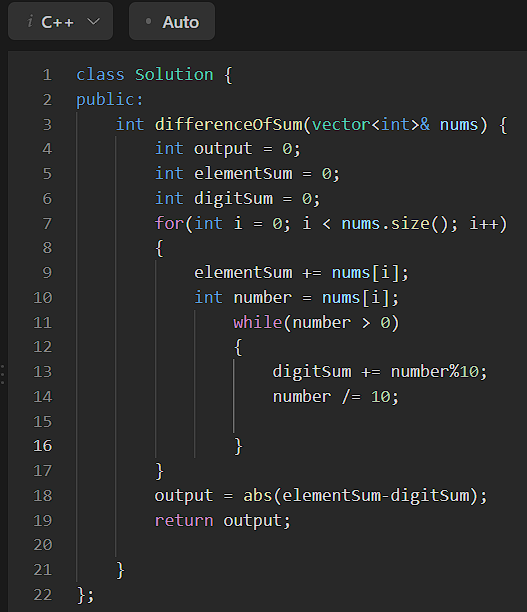 i C++ Auto
1 class Solution {
2 public:
3     int differenceOfSum(vector<int>& nums) {
4         int output = 0;
5         int elementSum = 0;
6         int digitSum = 0;
7         for(int i = 0; i < nums.size(); i++)
8         {
9             elementSum += nums[i];
10             int number = nums[i];
11                 while(number > 0)
12                 {
13                     digitSum += number%10;
14                     number /= 10;
15
16                 }
17         }
18         output = abs(elementSum-digitSum);
19         return output;
20
21     }
22 };